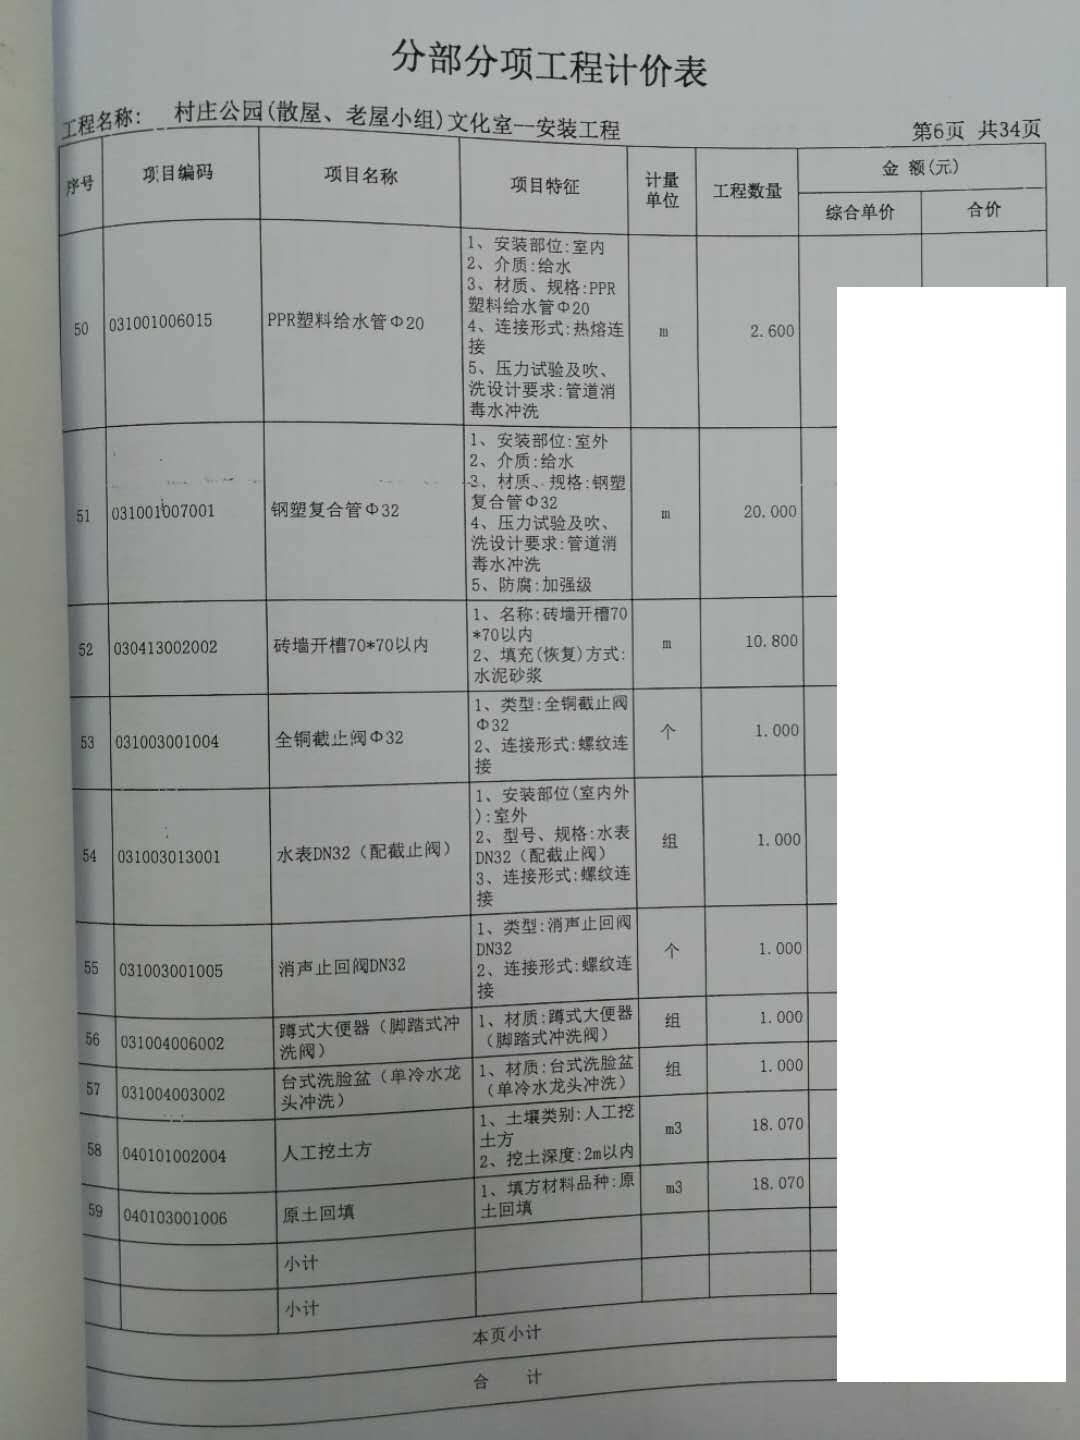 分部分项工程计价表
工程名称: 村庄公园(散屋、老屋小组)文化室--安装工程
第6页 共34页
序号
项目编码
项目名称
项目特征
计量
单位
工程数量
金 额(元)
综合单价
合价
50
031001006015
PPR塑料给水管Φ20
1、安装部位:室内
2、介质:给水
3、材质、规格:PPR
塑料给水管Φ20
4、连接形式:热熔连
接
5、压力试验及吹、
洗设计要求:管道消
毒水冲洗
m
2.600
51
031001007001
钢塑复合管Φ32
1、安装部位:室外
2、介质:给水
3、材质、规格:钢塑
复合管Φ32
4、压力试验及吹、
洗设计要求:管道消
毒水冲洗
5、防腐:加强级
m
20.000
52
030413002002
砖墙开槽70*70以内
1、名称:砖墙开槽70
*70以内
2、填充(恢复)方式:
水泥砂浆
m
10.800
53
031003001004
全铜截止阀Φ32
1、类型:全铜截止阀
Φ32
2、连接形式:螺纹连
接
个
1.000
54
031003013001
水表DN32（配截止阀）
1、安装部位(室内外
):室外
2、型号、规格:水表
DN32（配截止阀）
3、连接形式:螺纹连
接
组
1.000
55
031003001005
消声止回阀DN32
1、类型:消声止回阀
DN32
2、连接形式:螺纹连
接
个
1.000
56
031004006002
蹲式大便器（脚踏式冲
洗阀）
1、材质:蹲式大便器
（脚踏式冲洗阀）
组
1.000
57
031004003002
台式洗脸盆（单冷水龙
头冲洗）
1、材质:台式洗脸盆
（单冷水龙头冲洗）
组
1.000
58
040101002004
人工挖土方
1、土壤类别:人工挖
土方
2、挖土深度:2m以内
m3
18.070
59
040103001006
原土回填
1、填方材料品种:原
土回填
m3
18.070
小计
小计
本页小计
合 计